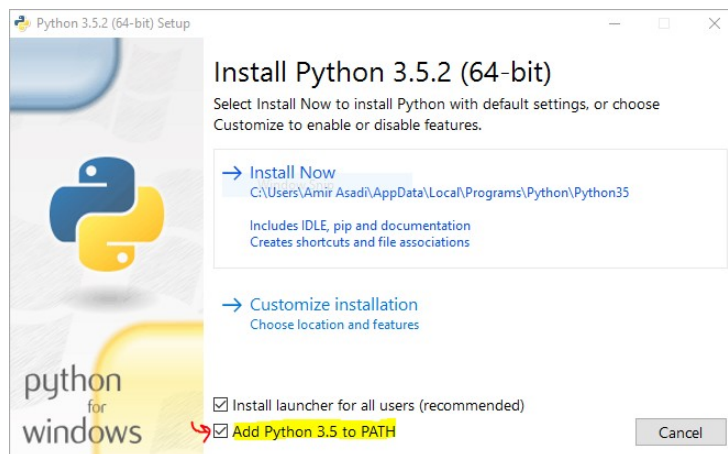 Python 3.5.2 (64-bit) Setup
Install Python 3.5.2 (64-bit)
Select Install Now to install Python with default settings, or choose
Customize to enable or disable features.
Install Now
C:\Users\Amir Asadi\AppData\Local\Programs\Python\Python35
Includes IDLE, pip and documentation
Creates shortcuts and file associations
Customize installation
Choose location and features
python
for
windows
Install launcher for all users (recommended)
Add Python 3.5 to PATH
Cancel